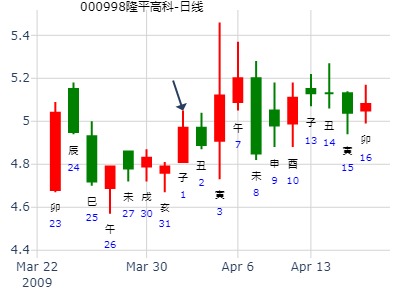 000998隆平高科-日线
5.4
5.2
5
4.8
4.6
4.4
卯
23
辰
24
巳
25
午
26
未
27
戌
30
亥
31
子
1
丑
2
寅
3
午
7
未
8
申
9
酉
10
子
13
丑
14
寅
15
卯
16
Mar 22
2009
Mar 30
Apr 6
Apr 13